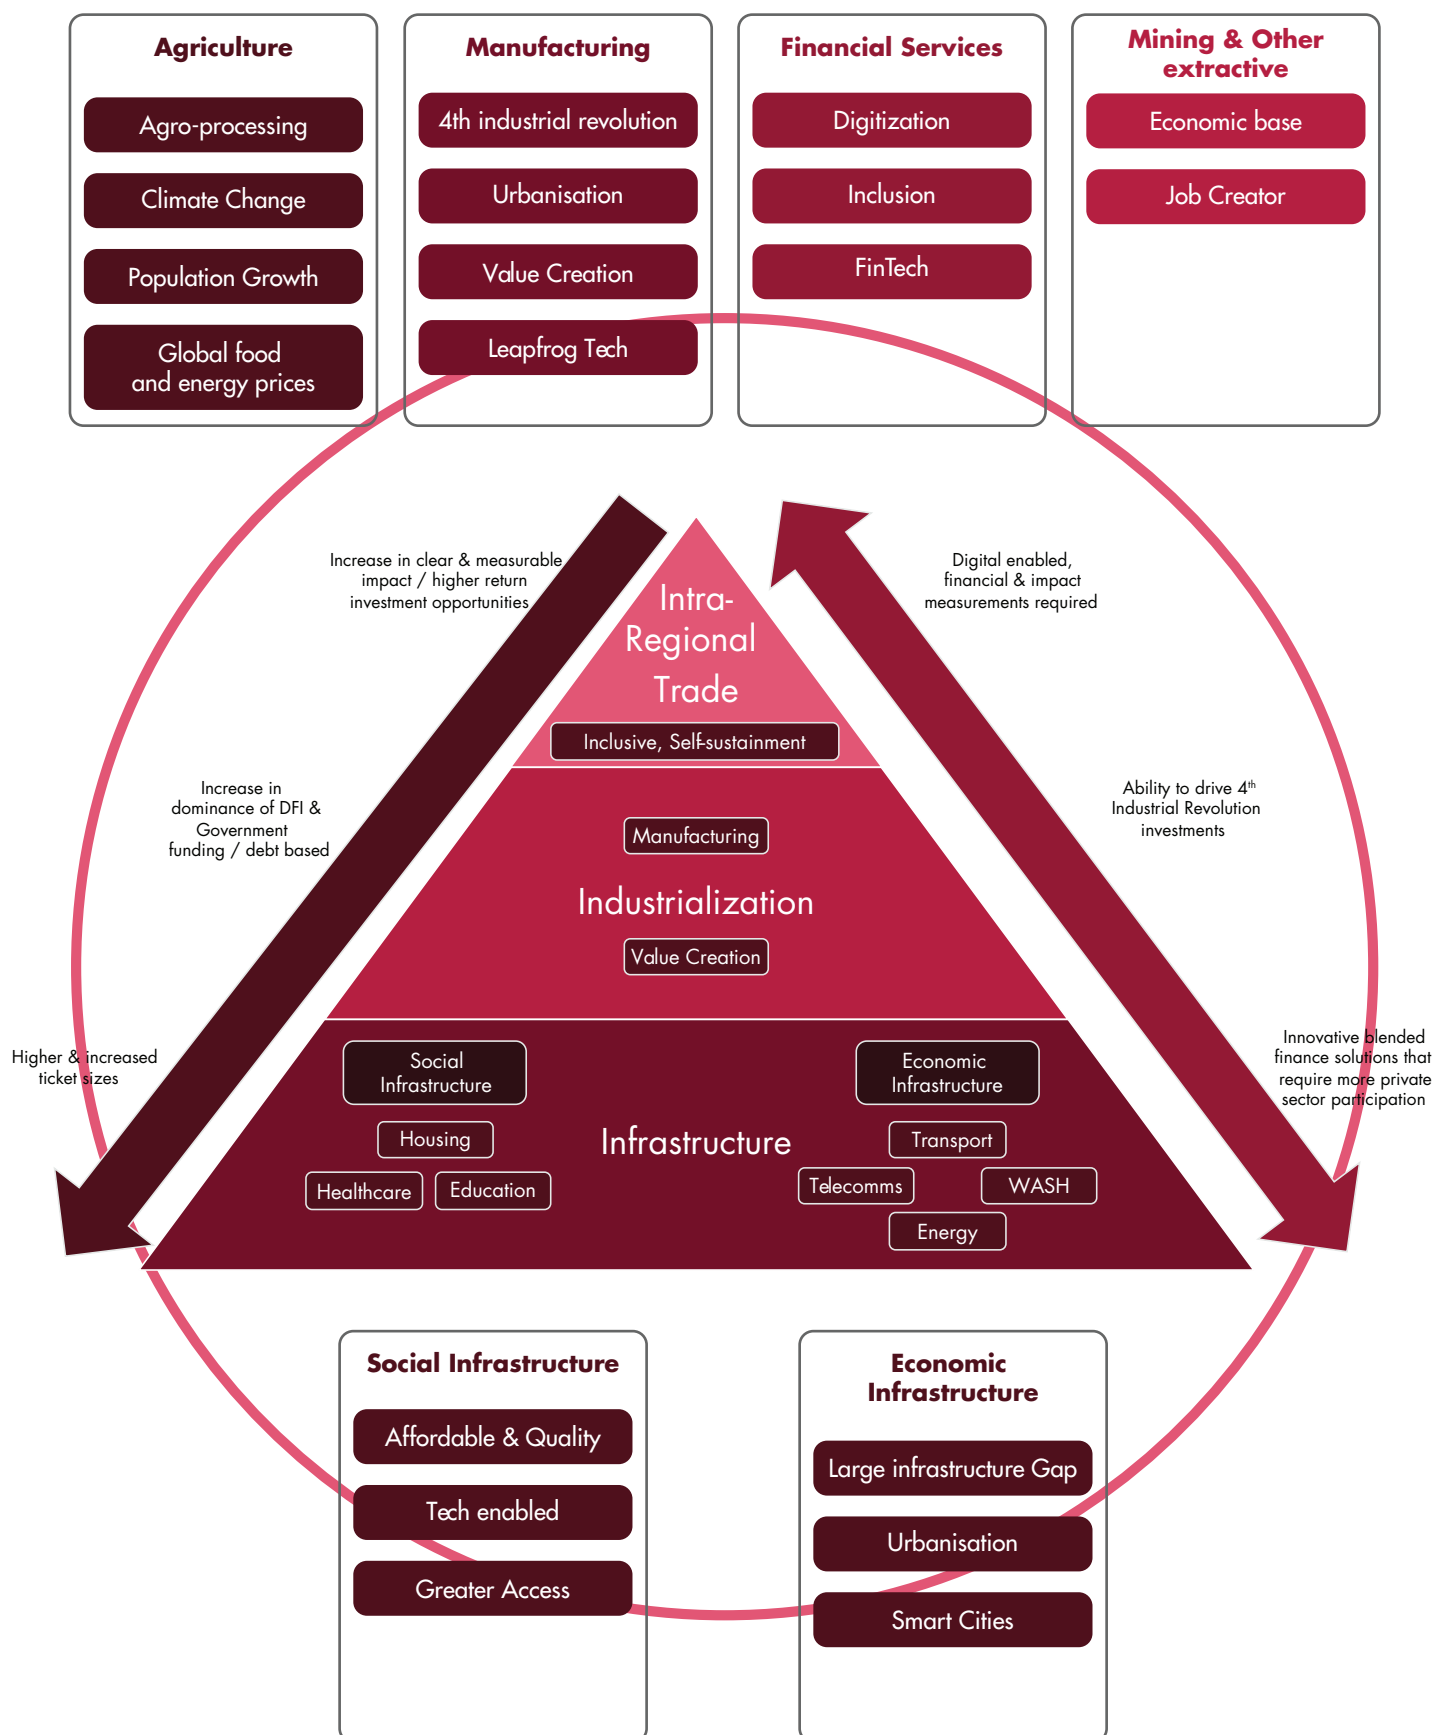 Agriculture
Agro-processing
Climate Change
Population Growth
Global food
and energy prices
Manufacturing
4th industrial revolution
Urbanisation
Value Creation
Leapfrog Tech
Financial Services
Digitization
Inclusion
FinTech
Mining & Other
extractive
Economic base
Job Creator
Increase in clear & measurable
impact / higher return
investment opportunities
Increase in
dominance of DFI &
Government
funding / debt based
Higher & increased
ticket sizes
Intra-
Regional
Trade
Inclusive, Self-sustainment
Manufacturing
Industrialization
Value Creation
Social
Infrastructure
Housing
Healthcare
Education
Infrastructure
Economic
Infrastructure
Transport
Telecomms
WASH
Energy
Digital enabled,
financial & impact
measurements required
Ability to drive 4th
Industrial Revolution
investments
Innovative blended
finance solutions that
require more private
sector participation
Social Infrastructure
Affordable & Quality
Tech enabled
Greater Access
Economic
Infrastructure
Large infrastructure Gap
Urbanisation
Smart Cities